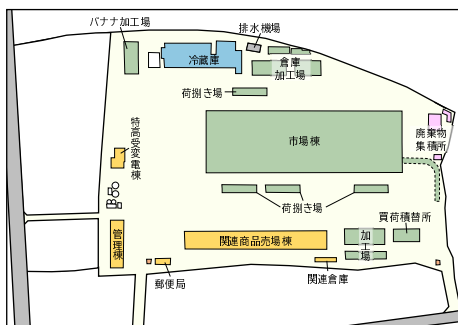 バナナ加工場
排水機場
冷蔵庫
倉庫
加工場
荷捌き場
特高受変電棟
市場棟
廃棄物
集積所
荷捌き場
買荷積替所
管理棟
関連商品売場棟
加工場
郵便局
関連倉庫